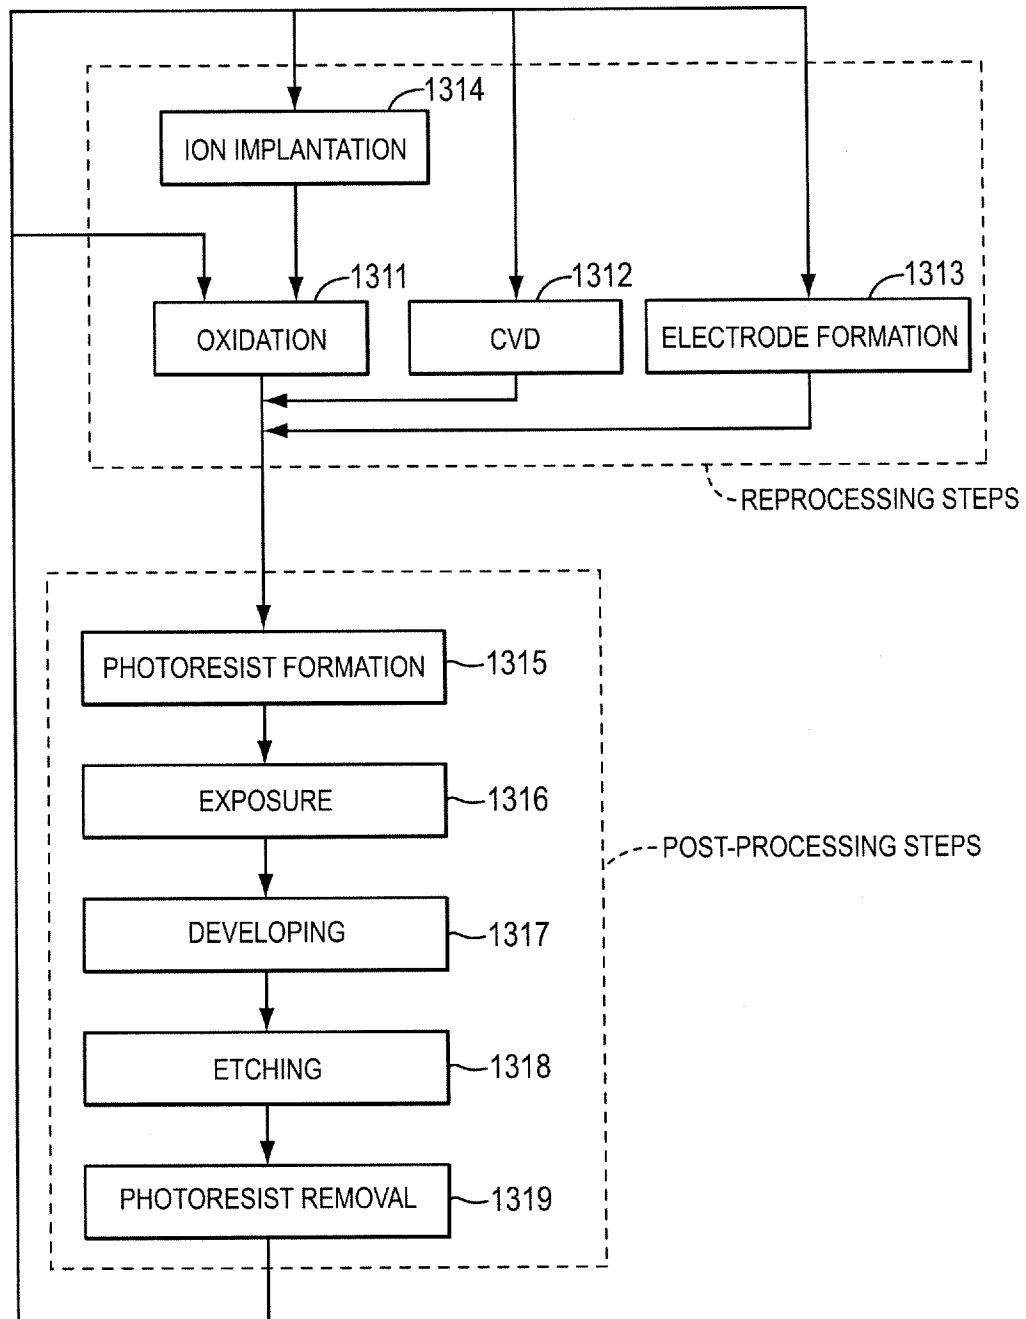 1314
ION IMPLANTATION
1311
1312
1313
OXIDATION
CVD
ELECTRODE FORMATION
REPROCESSING STEPS
PHOTORESIST FORMATION
1315
EXPOSURE
1316
POST-PROCESSING STEPS
DEVELOPING
1317
ETCHING
1318
PHOTORESIST REMOVAL
1319